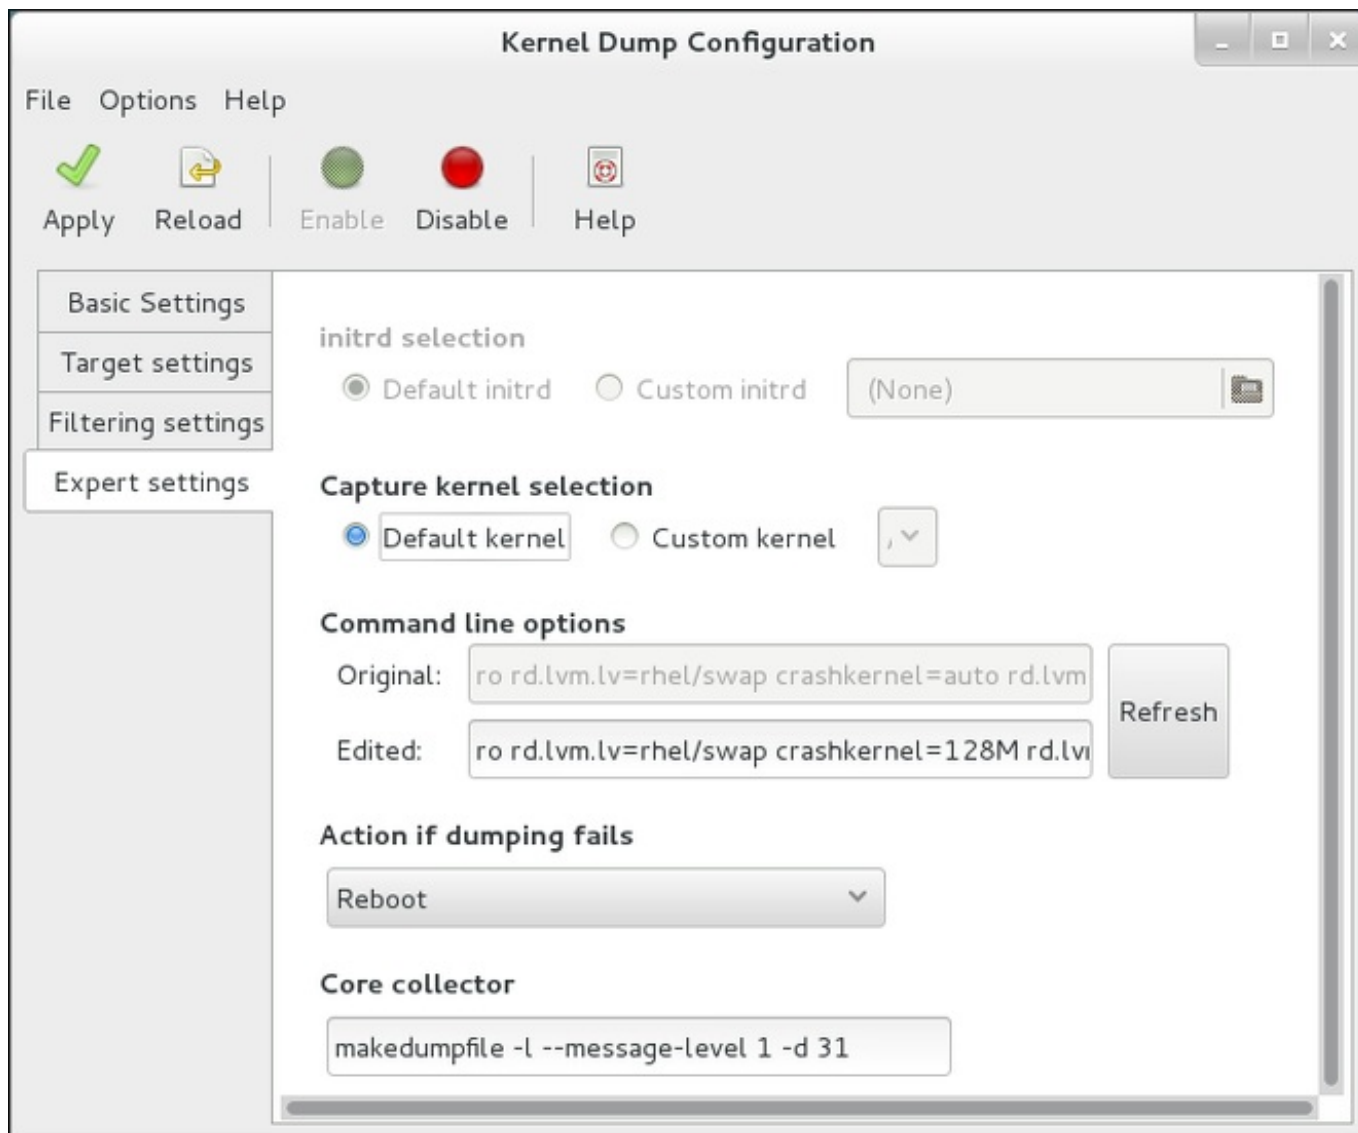 Kernel Dump Configuration
File Options Help
Apply Reload Enable Disable Help
Basic Settings
Target settings
Filtering settings
Expert settings
initrd selection
Default initrd Custom initrd (None)
Capture kernel selection
Default kernel Custom kernel
Command line options
Original: ro rd.lvm.lv=rhel/swap crashkernel=auto rd.lvm
Refresh
Edited: ro rd.lvm.lv=rhel/swap crashkernel=128M rd.lv
Action if dumping fails
Reboot
Core collector
makedumpfile -l --message-level 1 -d 31